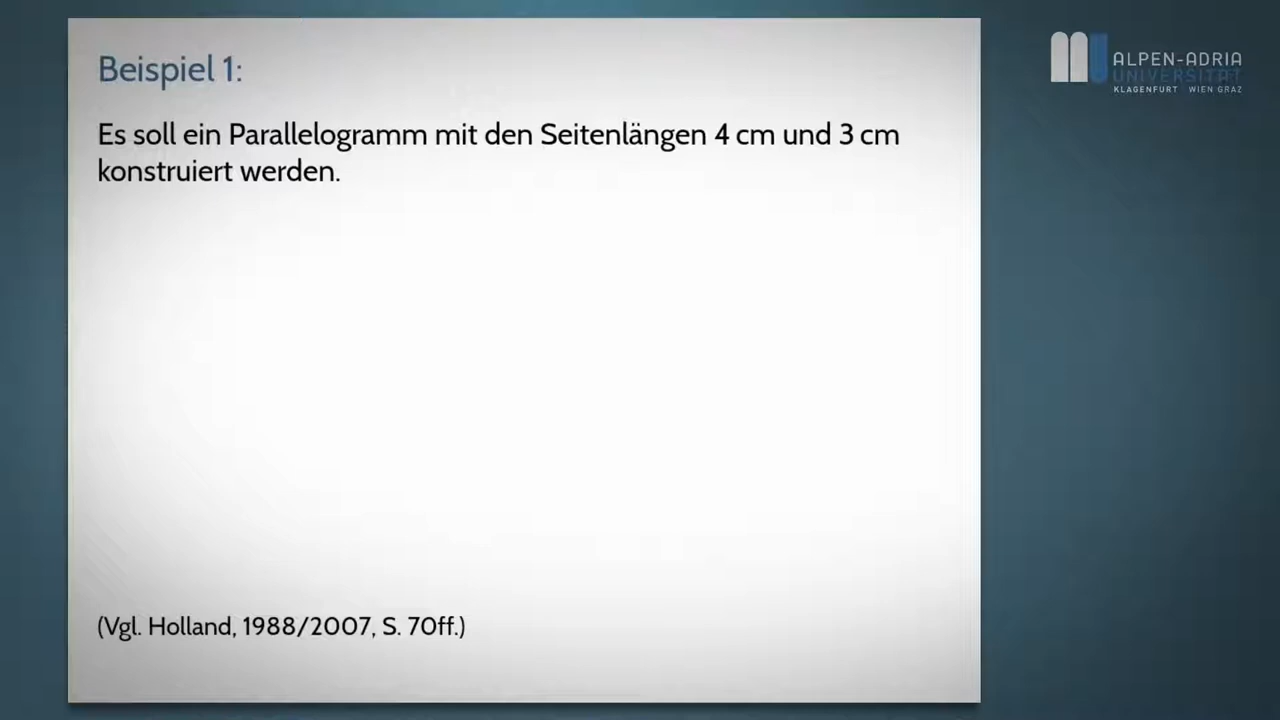 Beispiel 1:
Es soll ein Parallelogramm mit den Seitenlängen 4 cm und 3 cm
konstruiert werden.
(Vgl. Holland, 1988/2007, S. 70ff.)
ALPEN-ADRIA
UNIVERSITÄT
KLAGENFURT WIEN GRAZ